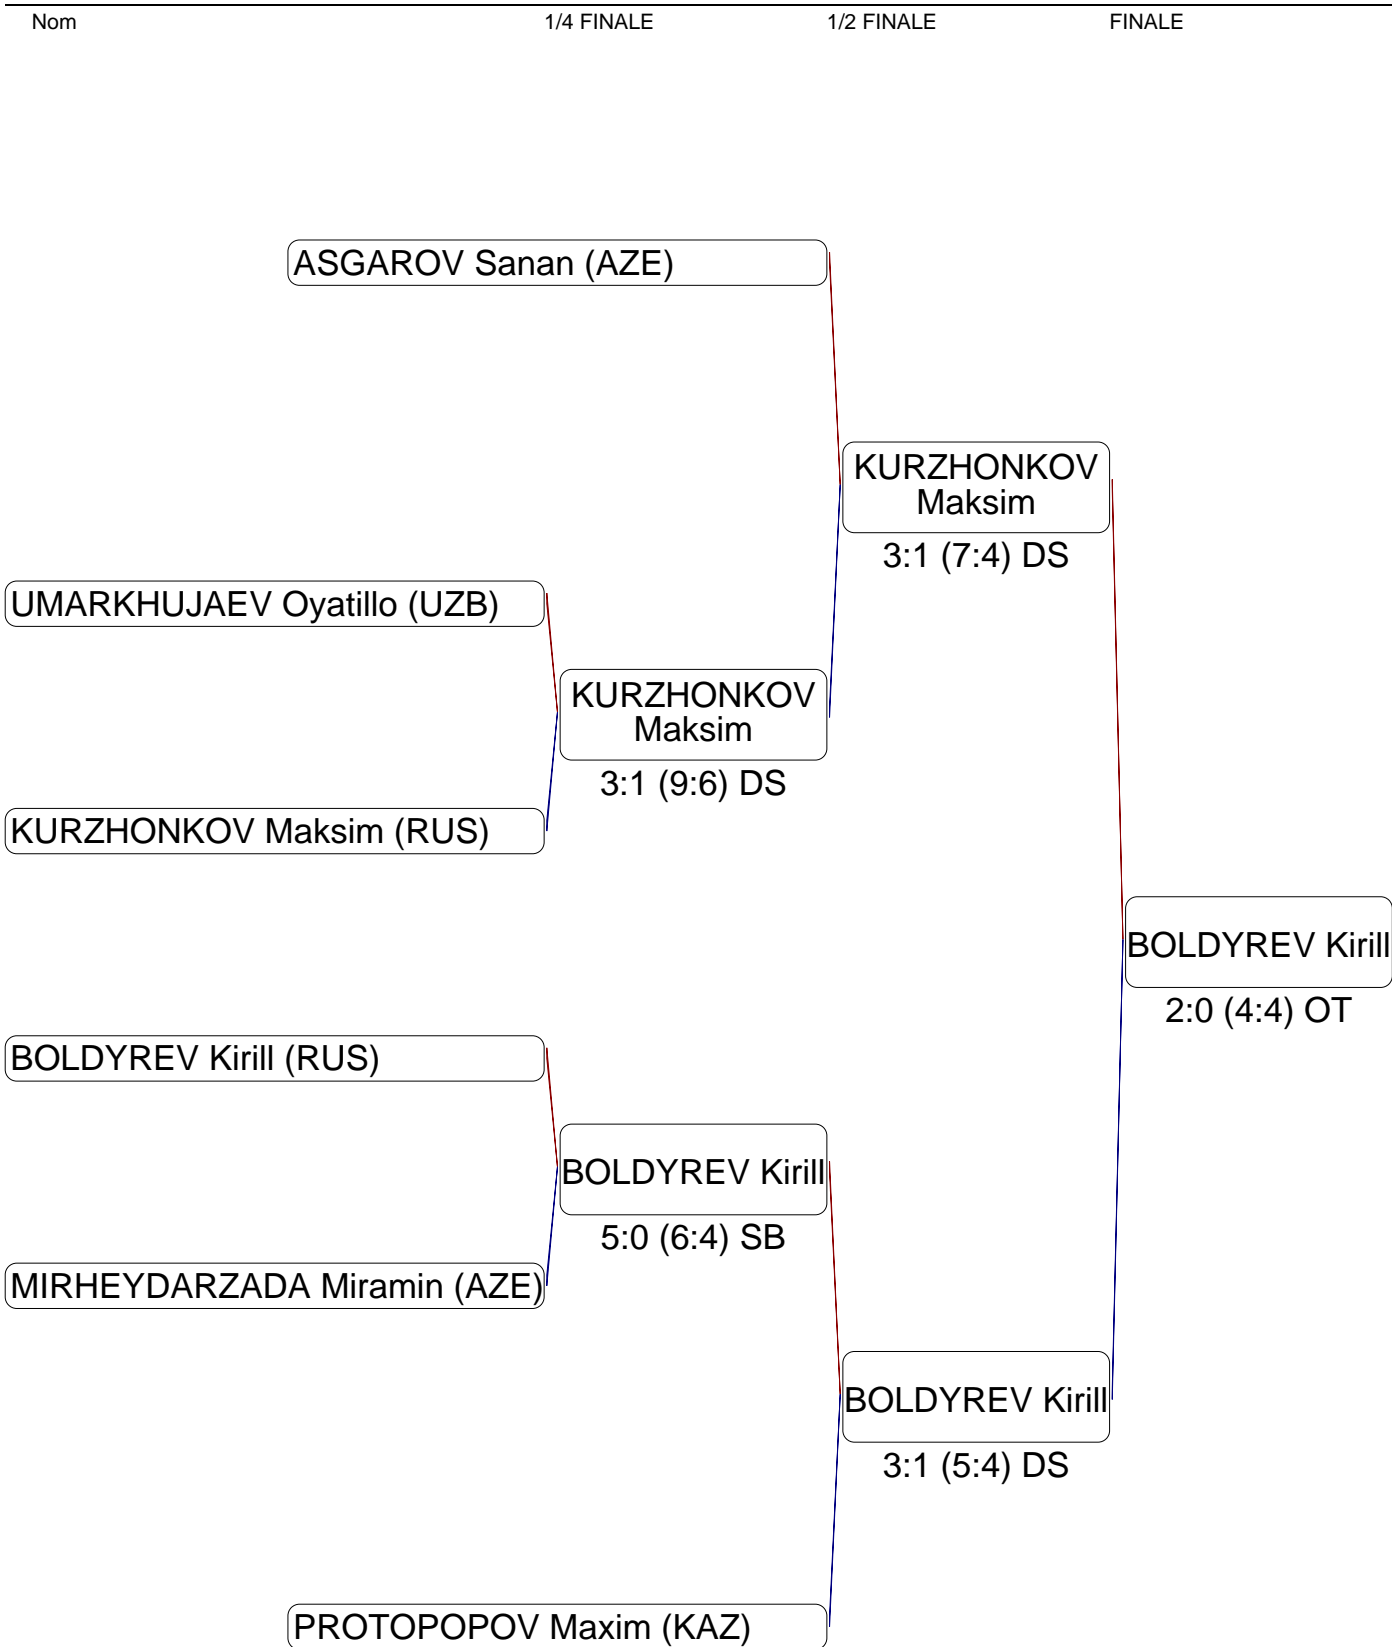 Nom 1/4 FINALE 1/2 FINALE FINALE
ASGAROV Sanan (AZE)
KURZHONKOV
Maksim
3:1 (7:4) DS
UMARKHUJAEV Oyatillo (UZB)
KURZHONKOV
Maksim
3:1 (9:6) DS
KURZHONKOV Maksim (RUS)
BOLDYREV Kirill
2:0 (4:4) OT
BOLDYREV Kirill (RUS)
BOLDYREV Kirill
5:0 (6:4) SB
MIRHEYDARZADA Miramin (AZE)
BOLDYREV Kirill
3:1 (5:4) DS
PROTOPOPOV Maxim (KAZ)